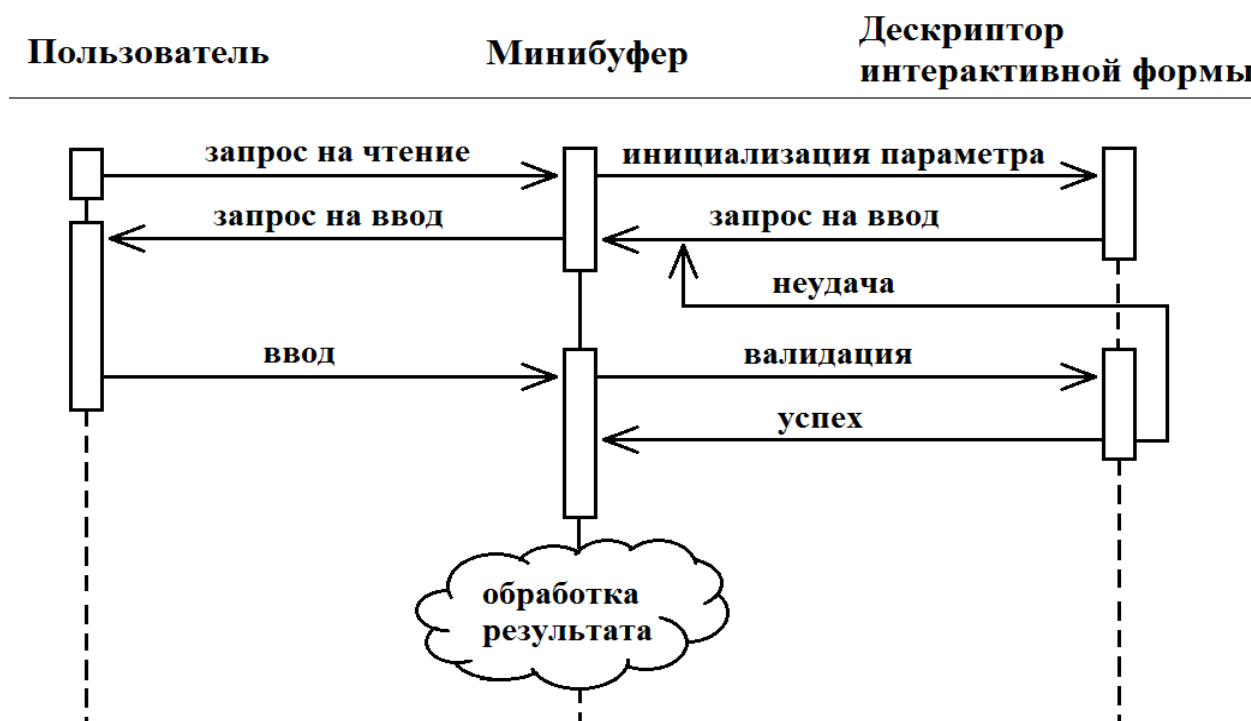 Пользователь
Минибуфер
Дескриптор
интерактивной формы
запрос на чтение
инициализация параметра
запрос на ввод
запрос на ввод
неудача
ввод
валидация
успех
обработка
результата